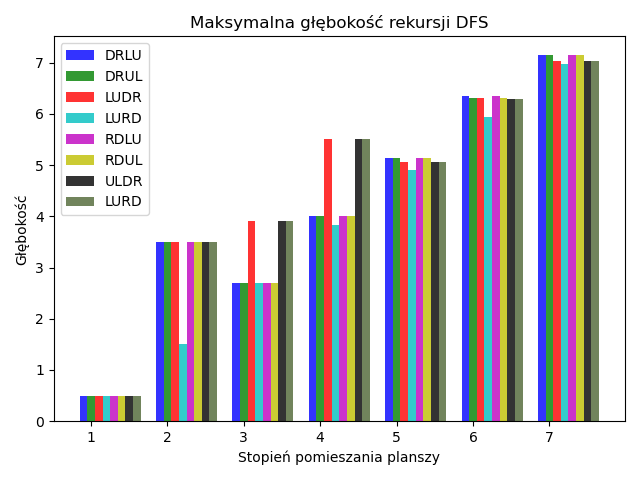 Maksymalna głębokość rekursji DFS
Głębokość
7
6
5
4
3
2
1
0
DRLU
DRUL
LUDR
LURD
RDLU
RDUL
ULDR
LURD
1 2 3 4 5 6 7
Stopień pomieszania planszy